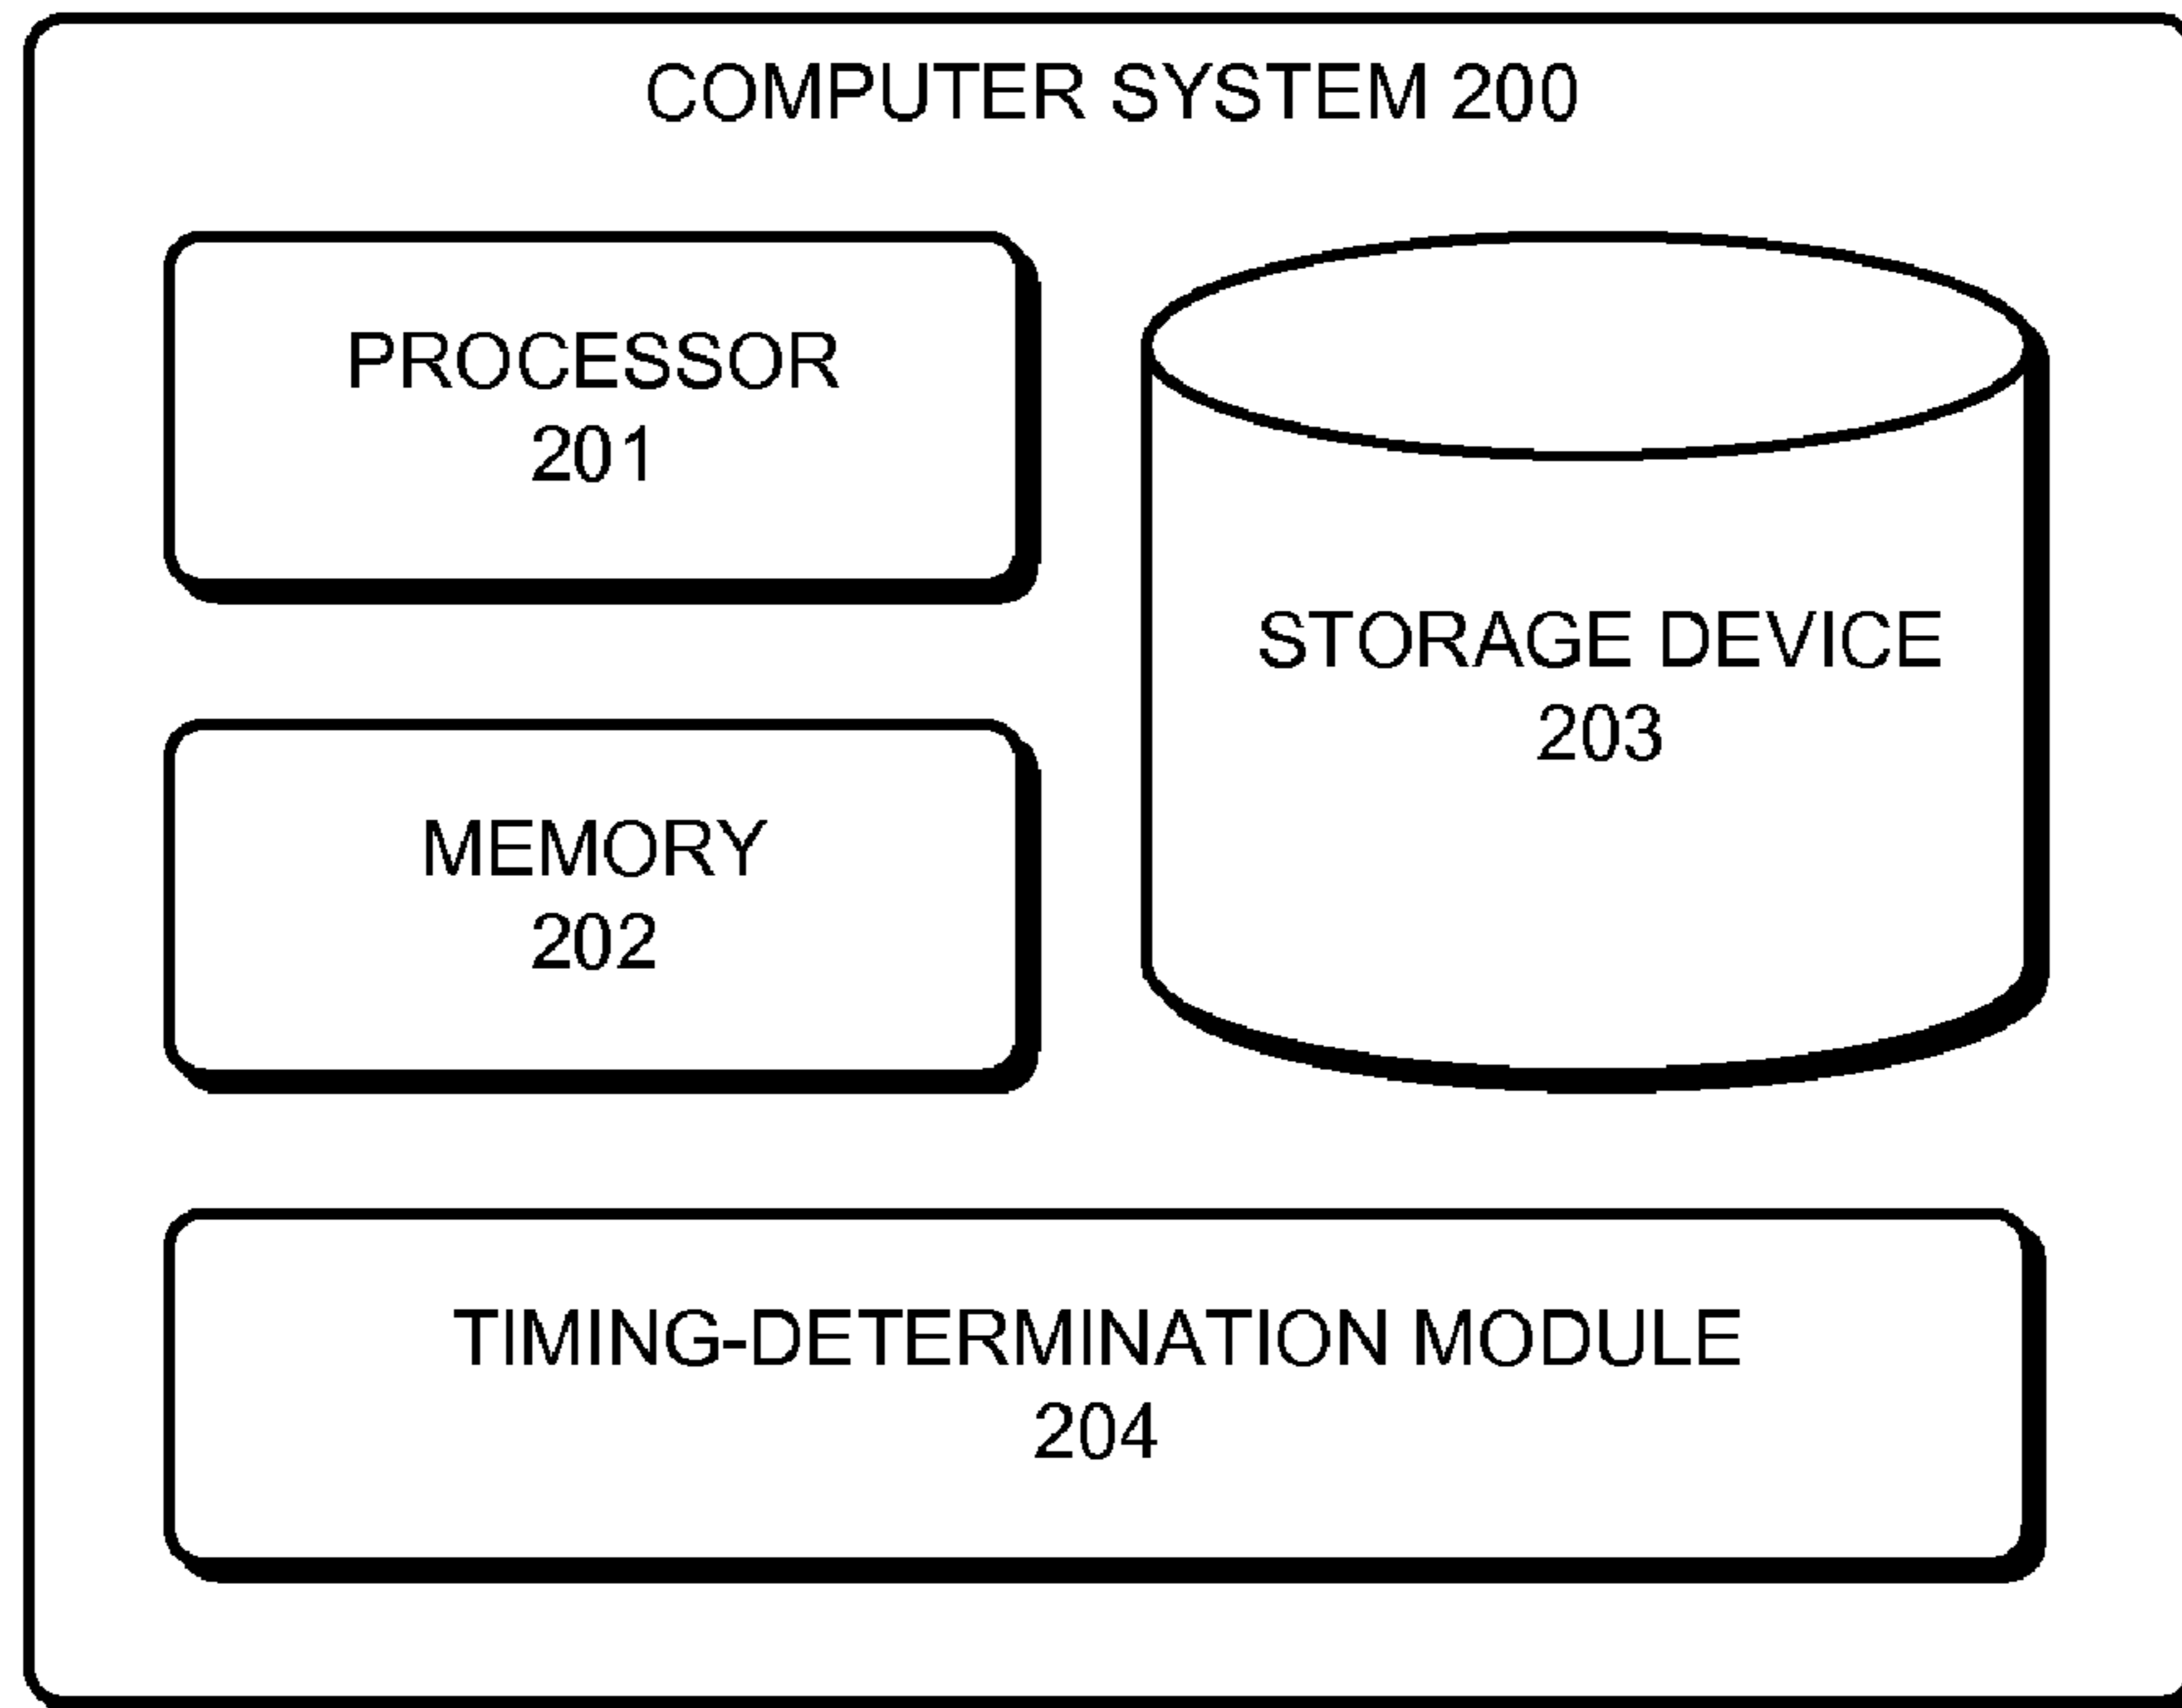 COMPUTER SYSTEM 200
PROCESSOR
201
STORAGE DEVICE
203
MEMORY
202
TIMING-DETERMINATION MODULE
204